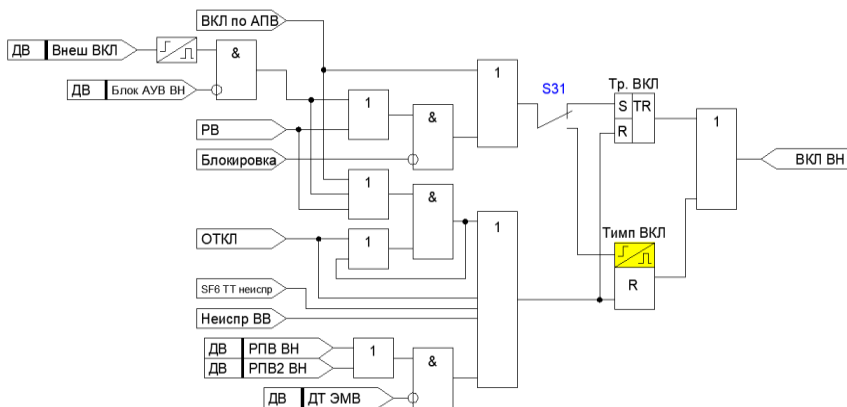 ВКЛ по АПВ
ДВ Внеш ВКЛ
&
1
S31
Тр. ВКЛ
ДВ Блок АУВ ВН
1
&
S TR
1
РВ
R
ВКЛ ВН
Блокировка
1
&
1
ОТКЛ
1
Тимп ВКЛ
SF6 ТТ неиспр
R
Неиспр ВВ
ДВ РПВ ВН
1
&
ДВ РПВ2 ВН
ДВ ДТ ЭМВ